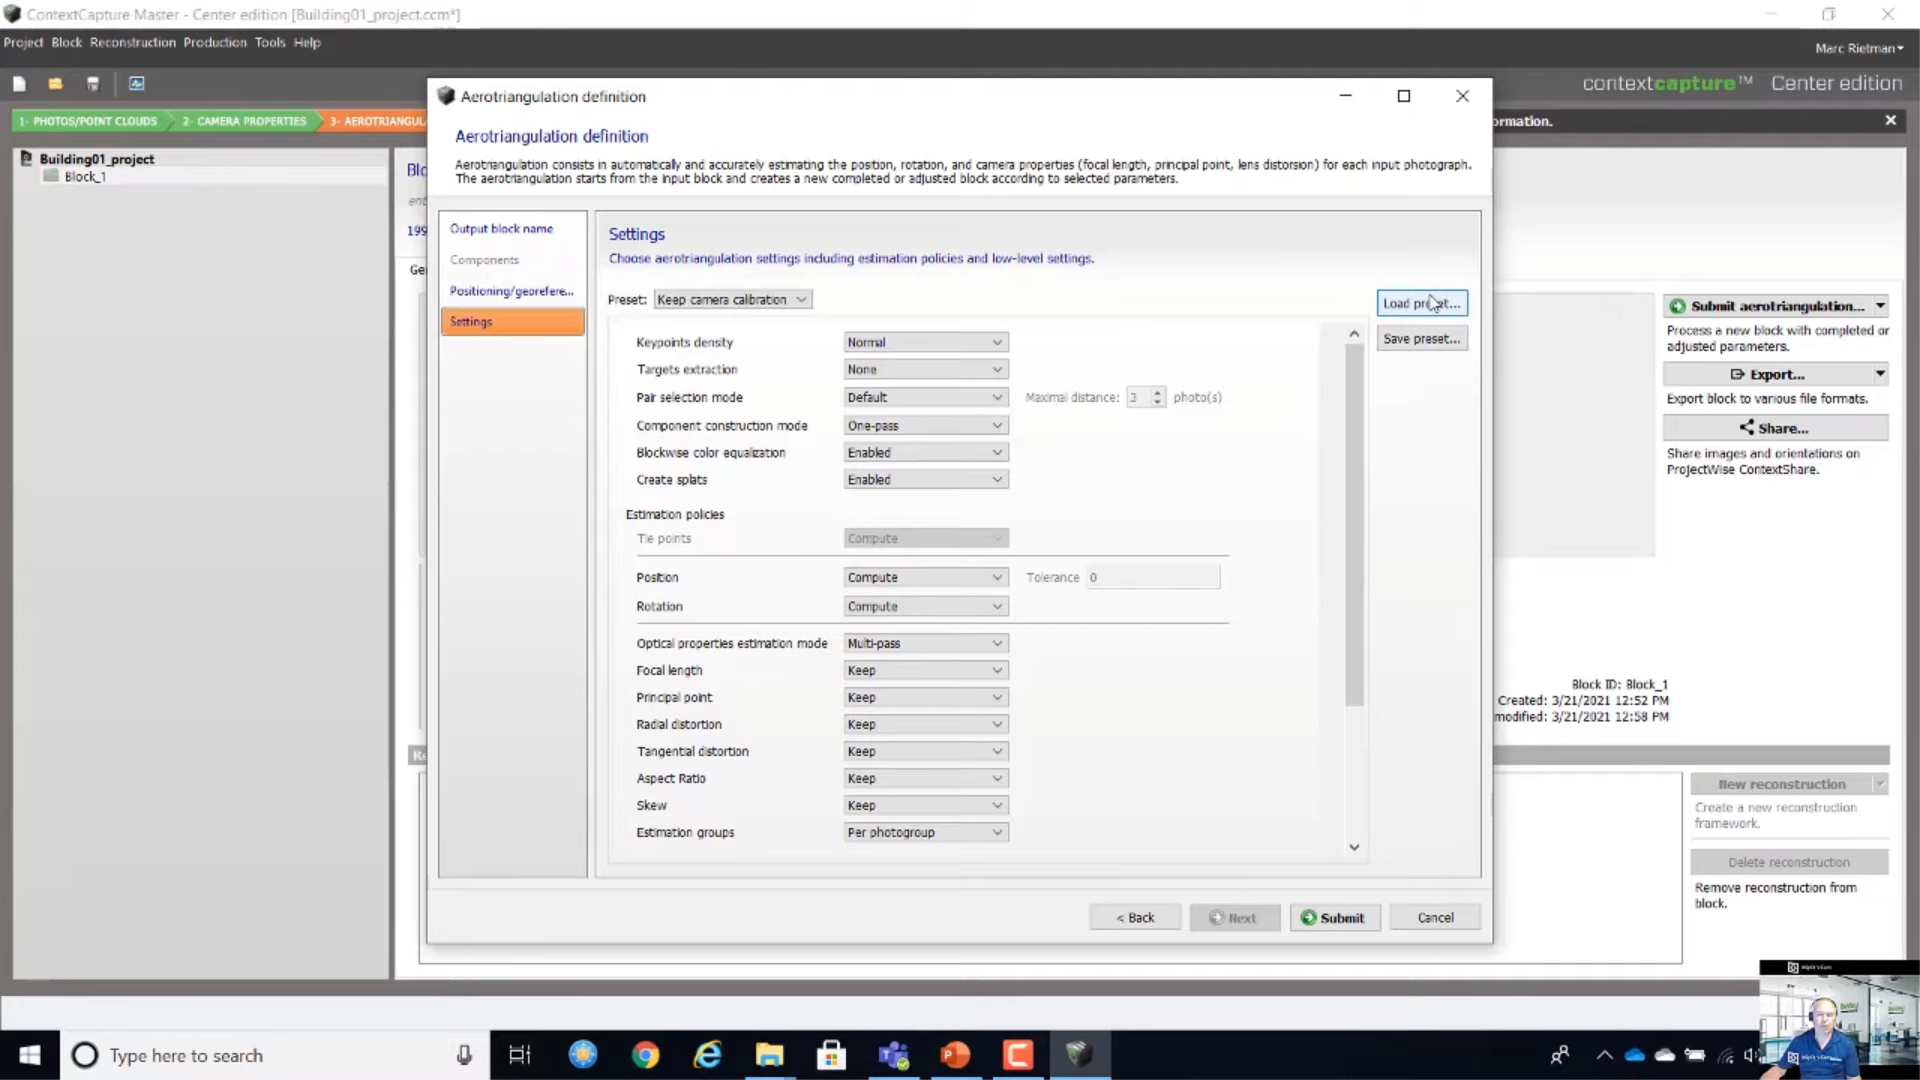 ContextCapture Master - Center edition [Building01_project.ccm*]
Project Block Reconstruction Production Tools Help
Marc Rietman
contextcapture™ Center edition
1- PHOTOS/POINT CLOUDS 2- CAMERA PROPERTIES 3- AEROTRIANGUL
ormation.
Building01_project
Block_1
Blo
199
Ge
Aerotriangulation definition
Aerotriangulation definition
Aerotriangulation consists in automatically and accurately estimating the position, rotation, and camera properties (focal length, principal point, lens distorsion) for each input photograph.
The aerotriangulation starts from the input block and creates a new completed or adjusted block according to selected parameters.
Output block name
Components
Positioning/georefere...
Settings
Settings
Choose aerotriangulation settings including estimation policies and low-level settings.
Preset: Keep camera calibration
Load preset...
Save preset...
Keypoints density Normal
Targets extraction None
Pair selection mode Default Maximal distance: 3 photo(s)
Component construction mode One-pass
Blockwise color equalization Enabled
Create splats Enabled
Estimation policies
Tie points Compute
Position Compute Tolerance 0
Rotation Compute
Optical properties estimation mode Multi-pass
Focal length Keep
Principal point Keep
Radial distortion Keep
Tangential distortion Keep
Aspect Ratio Keep
Skew Keep
Estimation groups Per photogroup
< Back Next Submit Cancel
Submit aerotriangulation...
Process a new block with completed or
adjusted parameters.
Export...
Export block to various file formats.
Share...
Share images and orientations on
ProjectWise ContextShare.
Block ID: Block_1
Created: 3/21/2021 12:52 PM
modified: 3/21/2021 12:58 PM
Re
New reconstruction
Create a new reconstruction
framework.
Delete reconstruction
Remove reconstruction from
block.
Type here to search